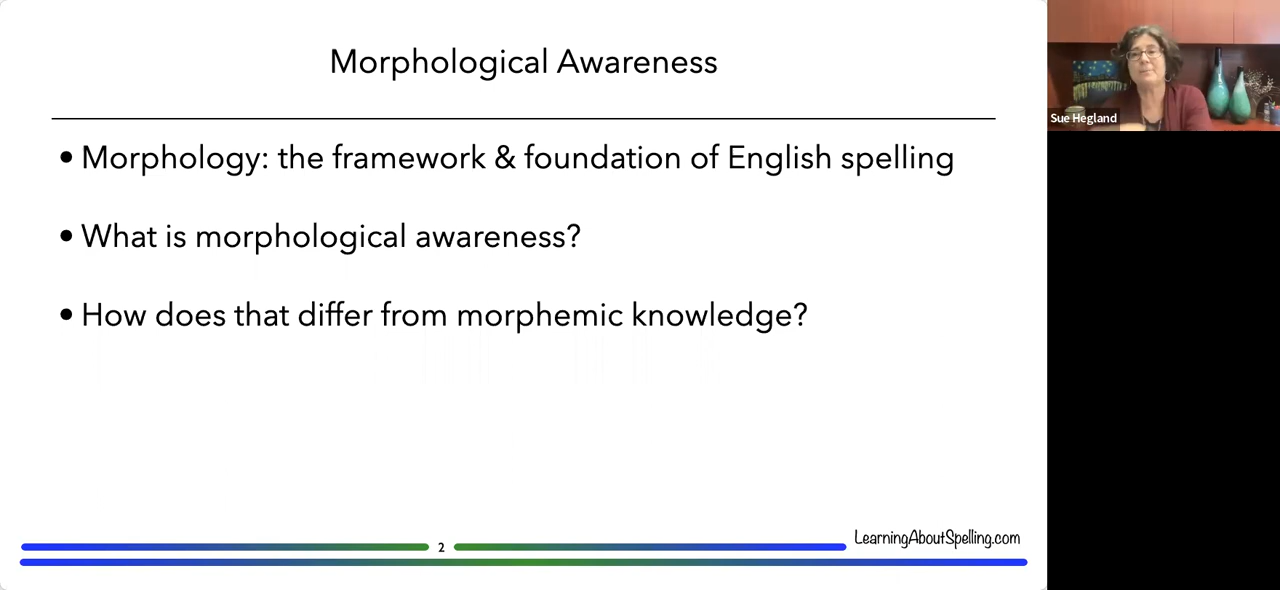 Morphological Awareness
• Morphology: the framework & foundation of English spelling
• What is morphological awareness?
• How does that differ from morphemic knowledge?
2
LearningAboutSpelling.com
Sue Hegland